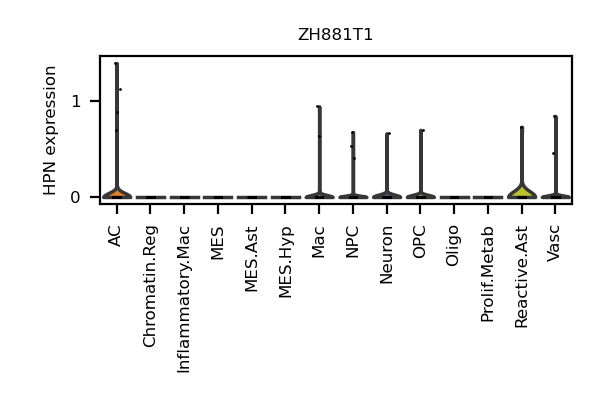 ZH881T1
HPN expression
1
0
AC
Chromatin.Reg
Inflammatory.Mac
MES
MES.Ast
MES.Hyp
Mac
NPC
Neuron
OPC
Oligo
Prolif.Metab
Reactive.Ast
Vasc